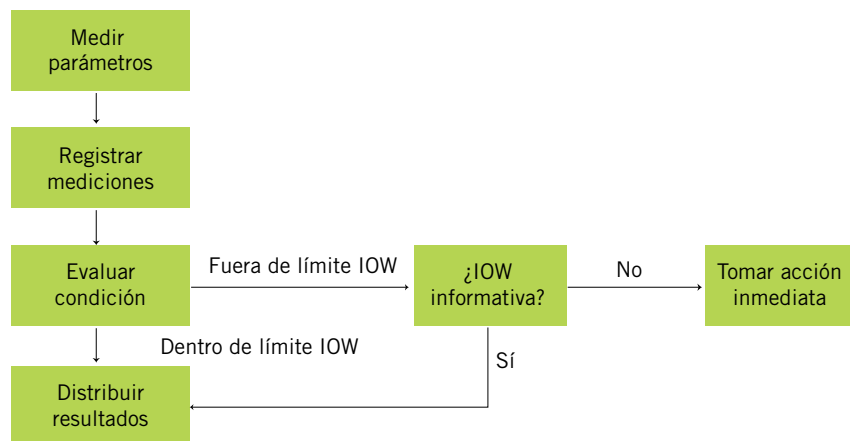 Medir
parámetros
Registrar
mediciones
Evaluar
condición
Fuera de límite IOW
¿IOW
informativa?
No
Tomar acción
inmediata
Dentro de límite IOW
Sí
Distribuir
resultados